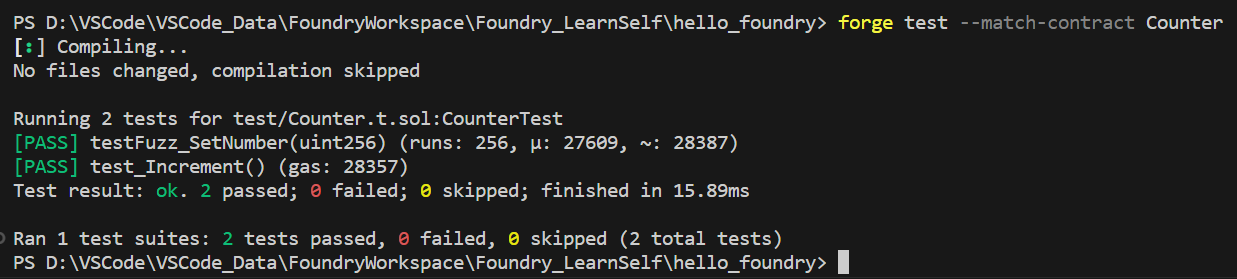 PS D:\VSCode\VSCode_Data\FoundryWorkspace\Foundry_LearnSelf\hello_foundry> forge test --match-contract Counter
[:] Compiling...
No files changed, compilation skipped
Running 2 tests for test/Counter.t.sol:CounterTest
[PASS] testFuzz_SetNumber(uint256) (runs: 256, μ: 27609, ~: 28387)
[PASS] test_Increment() (gas: 28357)
Test result: ok. 2 passed; 0 failed; 0 skipped; finished in 15.89ms
Ran 1 test suites: 2 tests passed, 0 failed, 0 skipped (2 total tests)
PS D:\VSCode\VSCode_Data\FoundryWorkspace\Foundry_LearnSelf\hello_foundry>